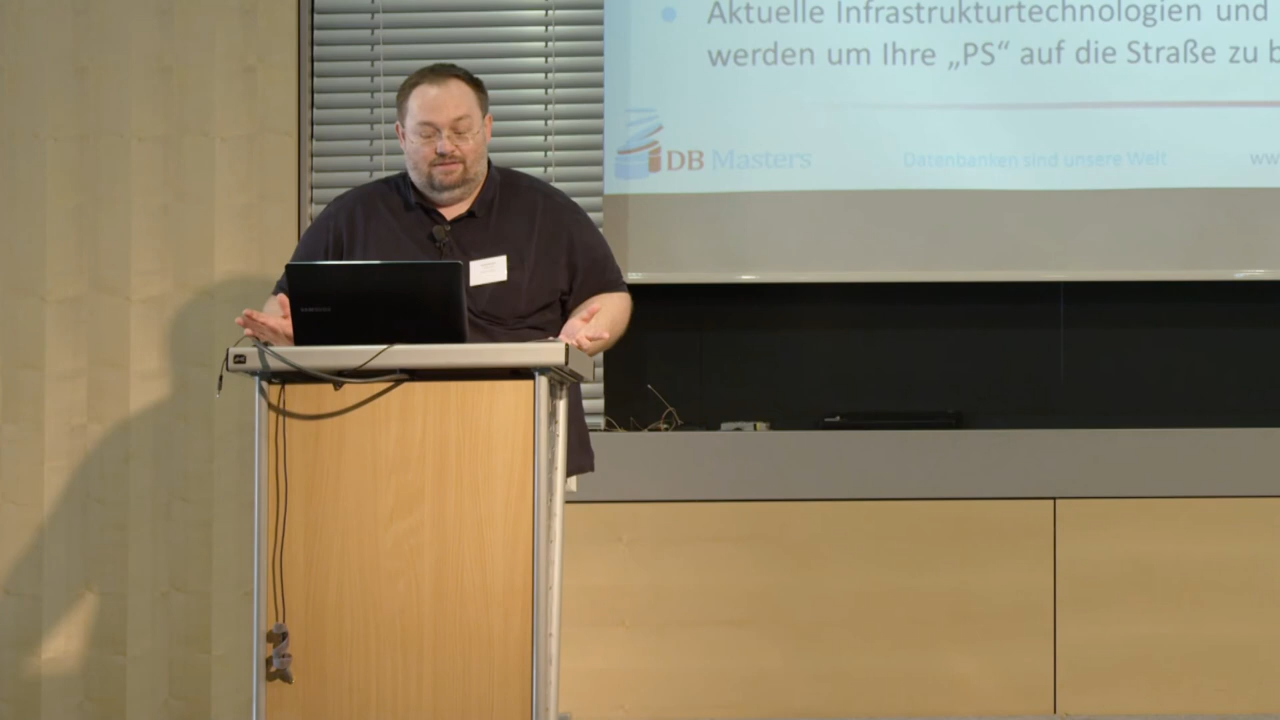 Aktuelle Infrastrukturtechnologien und
werden um Ihre „PS“ auf die Straße zu
DB Masters
Datenbanken sind unsere Welt